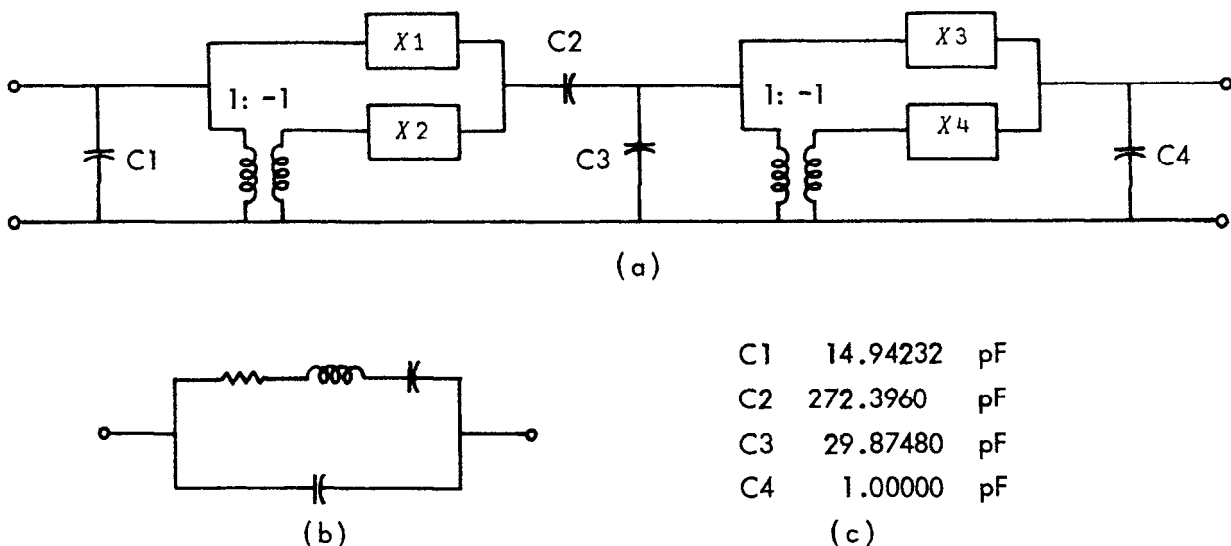 X1
C2
X3
1: -1
1: -1
X2
X4
C1
C3
C4
(a)
C1 14.94232 pF
C2 272.3960 pF
C3 29.87480 pF
C4 1.00000 pF
(b)
(c)